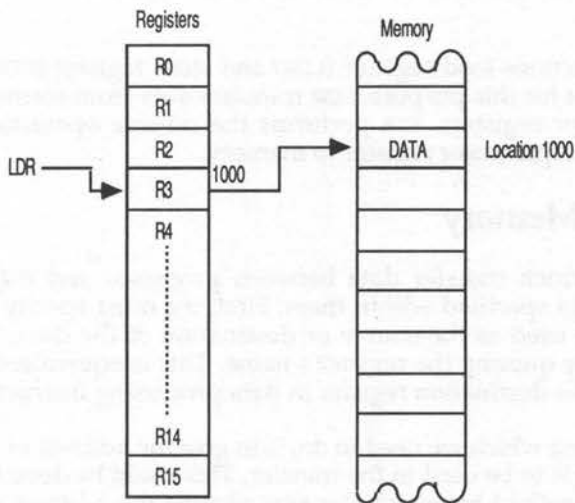 Registers
Memory
R0
R1
R2
DATA
Location 1000
LDR
R3
1000
R4
R14
R15